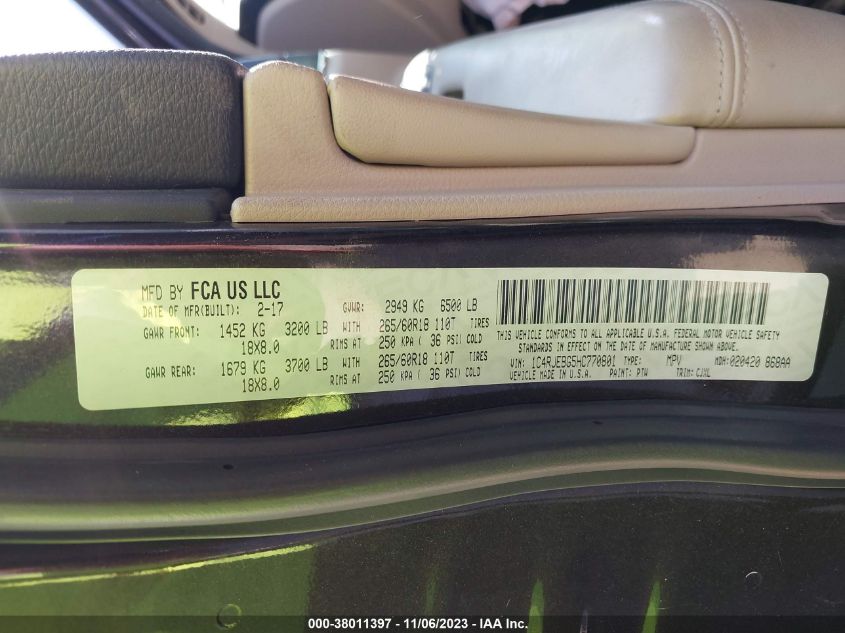 MFD BY FCA US LLC
DATE OF MFR(BUILT): 2-17 GVWR: 2949 KG 6500 LB
GAWR FRONT: 1452 KG 3200 LB WITH 265/60R18 110T TIRES
18X8.0 RIMS AT 250 KPA ( 36 PSI) COLD
GAWR REAR: 1679 KG 3700 LB WITH 265/60R18 110T TIRES
18X8.0 RIMS AT 250 KPA ( 36 PSI) COLD
THIS VEHICLE CONFORMS TO ALL APPLICABLE U.S.A. FEDERAL MOTOR VEHICLE SAFETY
STANDARDS IN EFFECT ON THE DATE OF MANUFACTURE SHOWN ABOVE.
VIN: 1C4RJEBG5HC770801 TYPE: MPV MDH:020420 868AA
VEHICLE MADE IN U.S.A. PAINT: PTW TRIM: CJXL
000-38011397 - 11/06/2023 - IAA Inc.